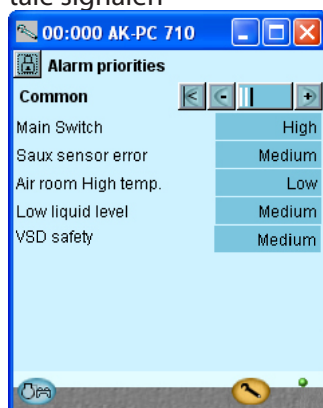 00:000 AK-PC 710
Alarm priorities
Common
Main Switch High
Saux sensor error Medium
Air room High temp. Low
Low liquid level Medium
VSD safety Medium